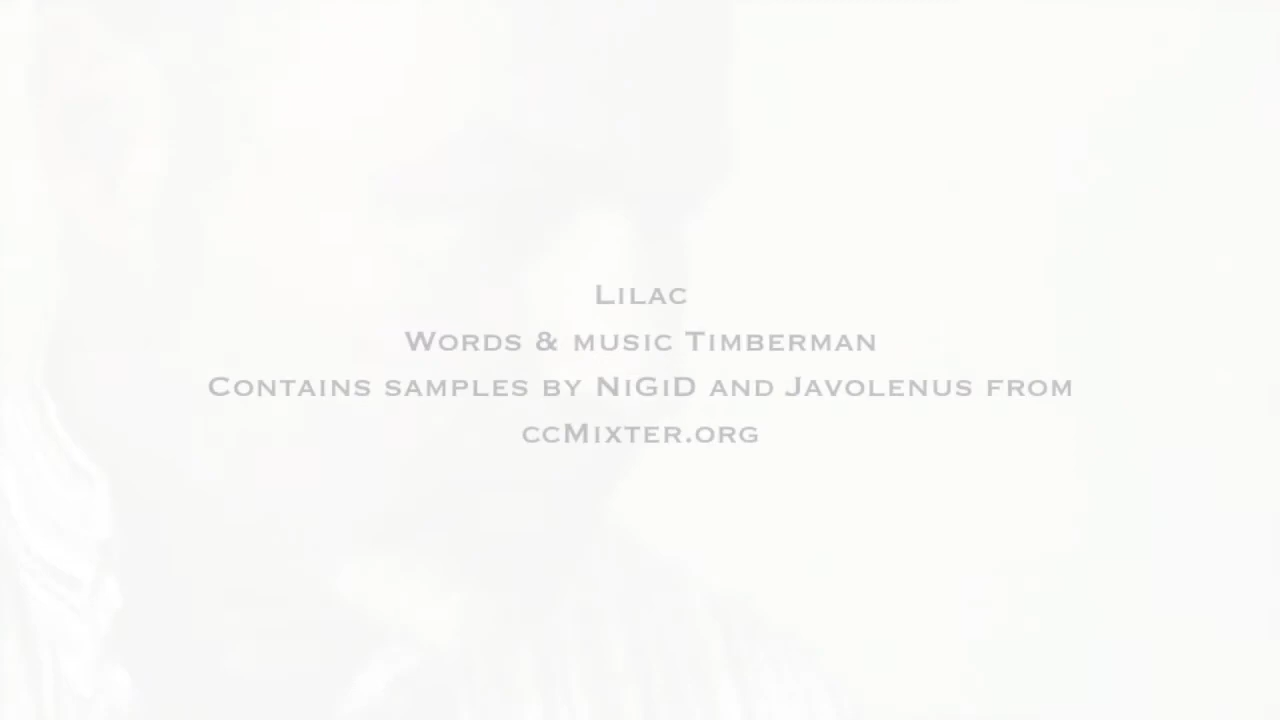 Lilac
Words & music Timberman
Contains samples by NiGiD and Javolenus from
ccMixter.org